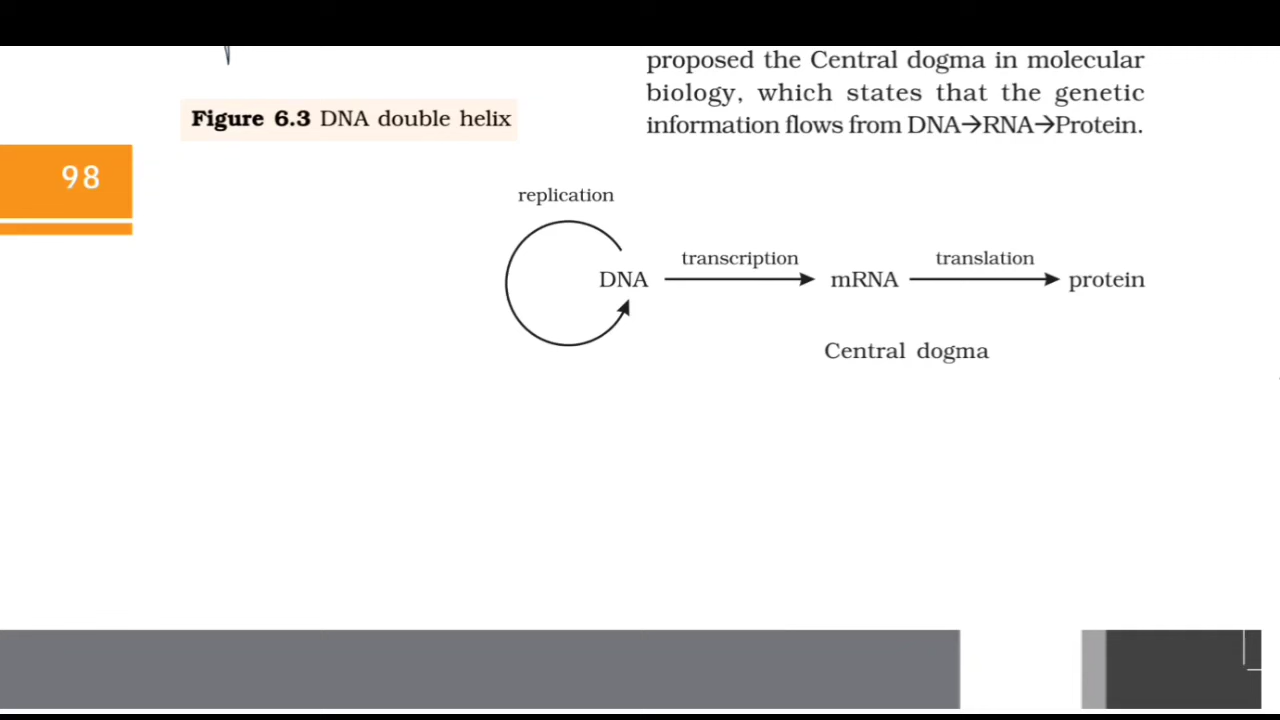 proposed the Central dogma in molecular
biology, which states that the genetic
information flows from DNA→RNA→Protein.
Figure 6.3 DNA double helix
98
replication
DNA
transcription
mRNA
translation
protein
Central dogma